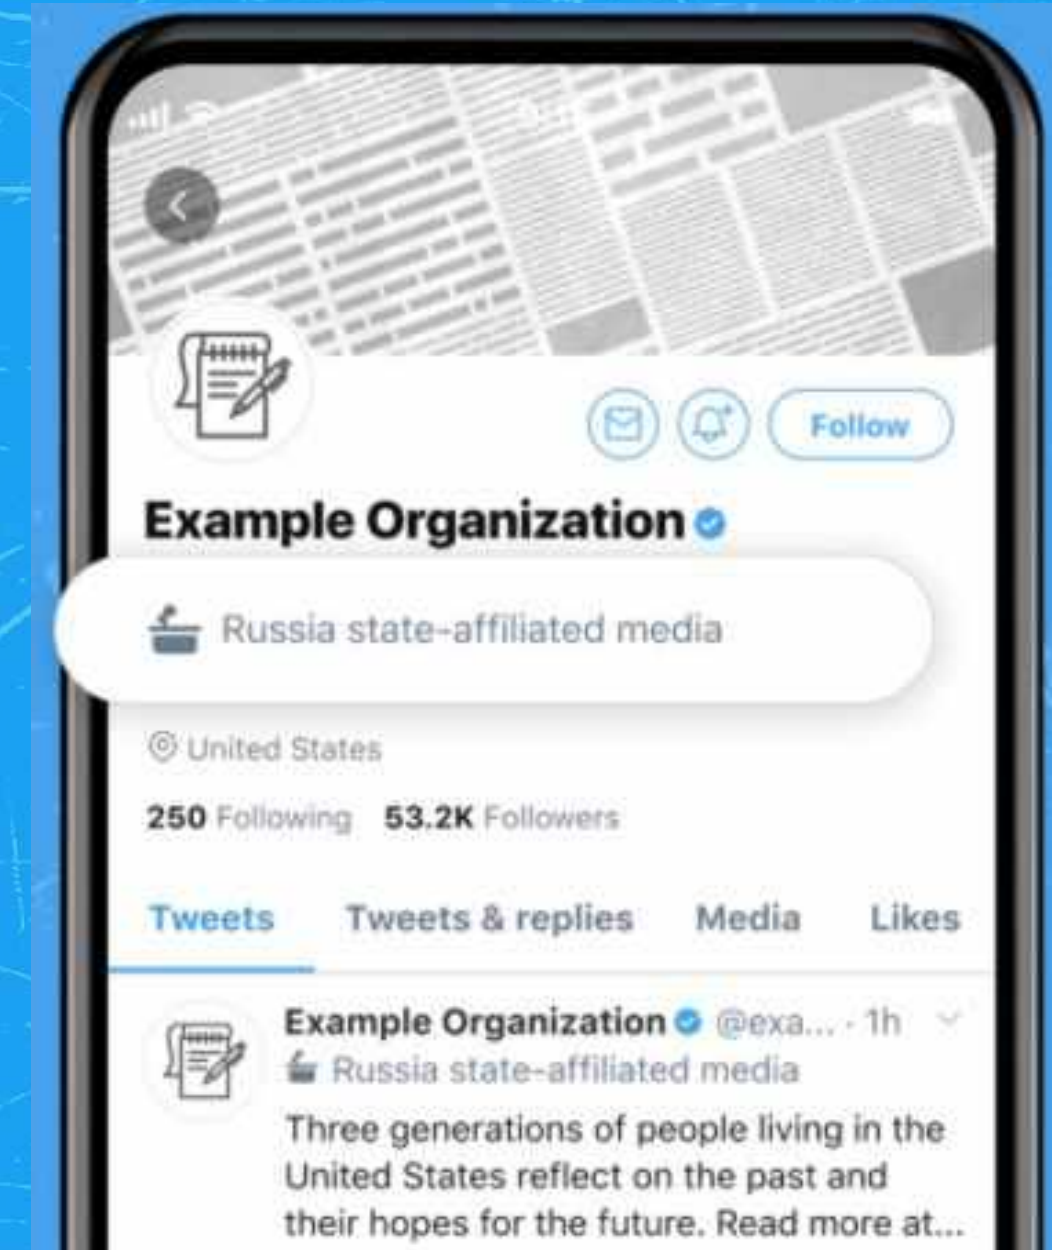 Follow
Example Organization
Russia state-affiliated media
United States
250 Following 53.2K Followers
Tweets Tweets & replies Media Likes
Example Organization @exa... · 1h
Russia state-affiliated media
Three generations of people living in the
United States reflect on the past and
their hopes for the future. Read more at...